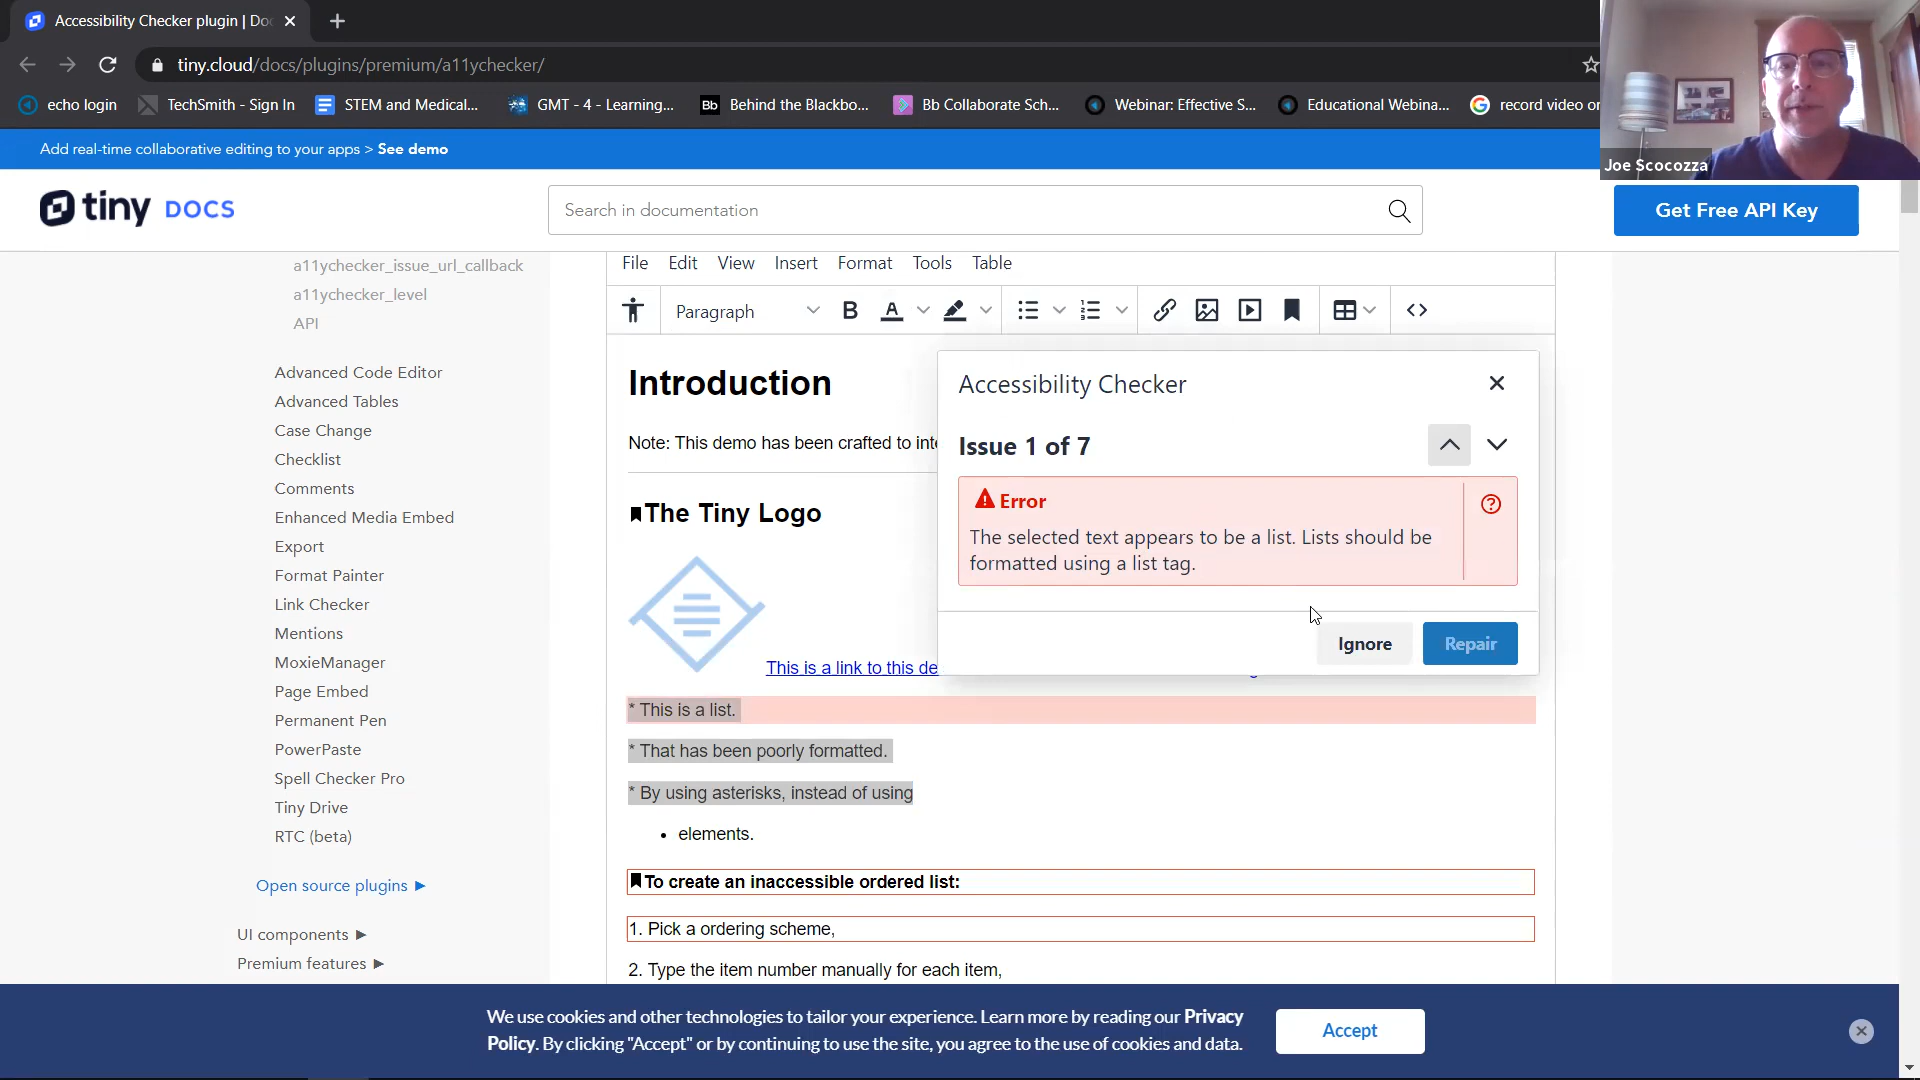 Accessibility Checker plugin | Doc
tiny.cloud/docs/plugins/premium/a11ychecker/
echo login
TechSmith - Sign In
STEM and Medical...
GMT - 4 - Learning...
Bb
Behind the Blackbo...
Bb Collaborate Sch...
Webinar: Effective S...
Educational Webina...
record video or
Joe Scocozza
Add real-time collaborative editing to your apps > See demo
tiny DOCS
Search in documentation
Get Free API Key
a11ychecker_issue_url_callback
a11ychecker_level
API
Advanced Code Editor
Advanced Tables
Case Change
Checklist
Comments
Enhanced Media Embed
Export
Format Painter
Link Checker
Mentions
MoxieManager
Page Embed
Permanent Pen
PowerPaste
Spell Checker Pro
Tiny Drive
RTC (beta)
Open source plugins ►
UI components ►
Premium features ►
File Edit View Insert Format Tools Table
Paragraph
B
A
Introduction
Note: This demo has been crafted to inte
The Tiny Logo
This is a link to this de
* This is a list.
* That has been poorly formatted.
* By using asterisks, instead of using
• elements.
To create an inaccessible ordered list:
1. Pick a ordering scheme,
2. Type the item number manually for each item,
Accessibility Checker
Issue 1 of 7
Error
The selected text appears to be a list. Lists should be
formatted using a list tag.
Ignore
Repair
We use cookies and other technologies to tailor your experience. Learn more by reading our Privacy
Policy. By clicking "Accept" or by continuing to use the site, you agree to the use of cookies and data.
Accept